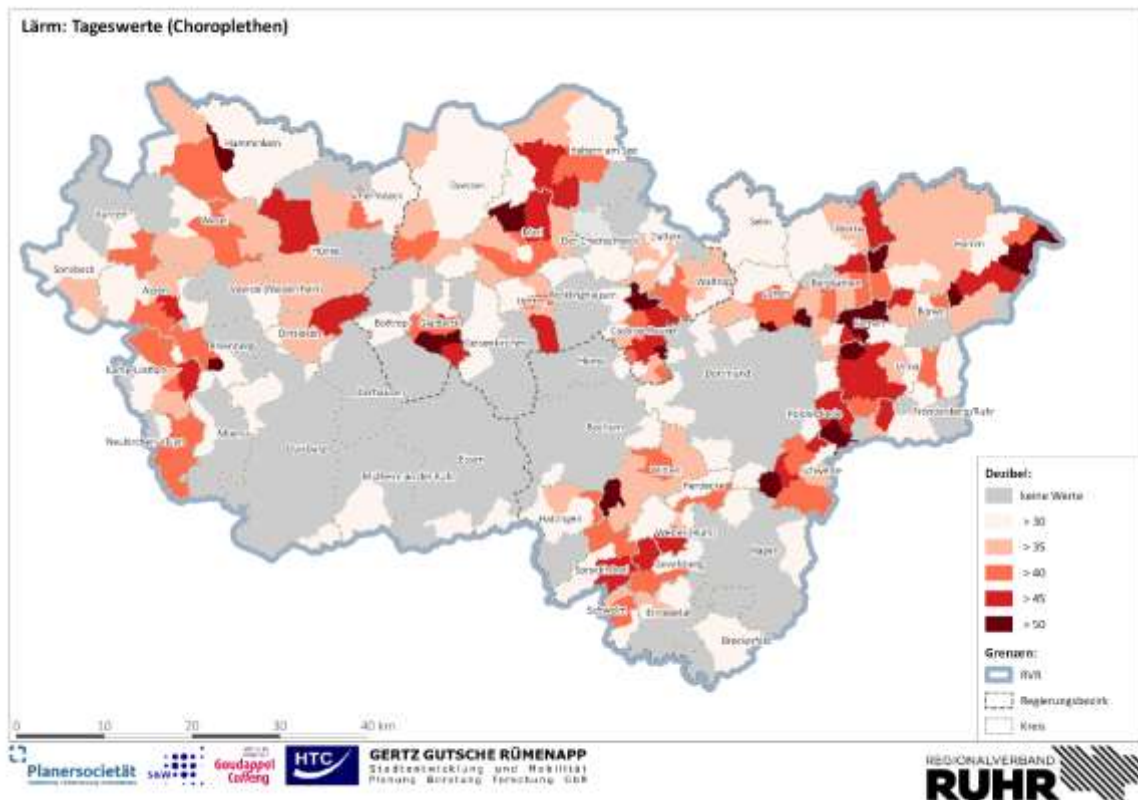 Lärm: Tageswerte (Choroplethen)
Hamminkeln
Haltern am See
Dorsten
Schermbeck
Xanten
Wesel
Marl
Selm
Werne
Hamm
Hünxe
Oer-Erkenschwick
Datteln
Sonsbeck
Bergkamen
Waltrop
Alpen
Voerde (Niederrhein)
Lünen
Bönen
Recklinghausen
Bottrop
Gladbeck
Dinslaken
Castrop-Rauxel
Kamen
Gelsenkirchen
Rheinberg
Herne
Unna
Kamp-Lintfort
Dortmund
Oberhausen
Holzwickede
Fröndenberg/Ruhr
Bochum
Neukirchen-Vluyn
Moers
Duisburg
Essen
Witten
Schwerte
Mülheim an der Ruhr
Herdecke
Hattingen
Wetter (Ruhr)
Hagen
Sprockhövel
Gevelsberg
Schwelm
Ennepetal
Breckerfeld
Dezibel:
keine Werte
> 30
> 35
> 40
> 45
> 50
Grenzen:
RVR
Regierungsbezirk
Kreis
0 10 20 30 40 km
Planersocietät
S&W
Goudappel
Coffeng
HTC
GERTZ GUTSCHE RÜMENAPP
Stadtentwicklung und Mobilität
Planung Beratung Forschung GbR
REGIONALVERBAND
RUHR